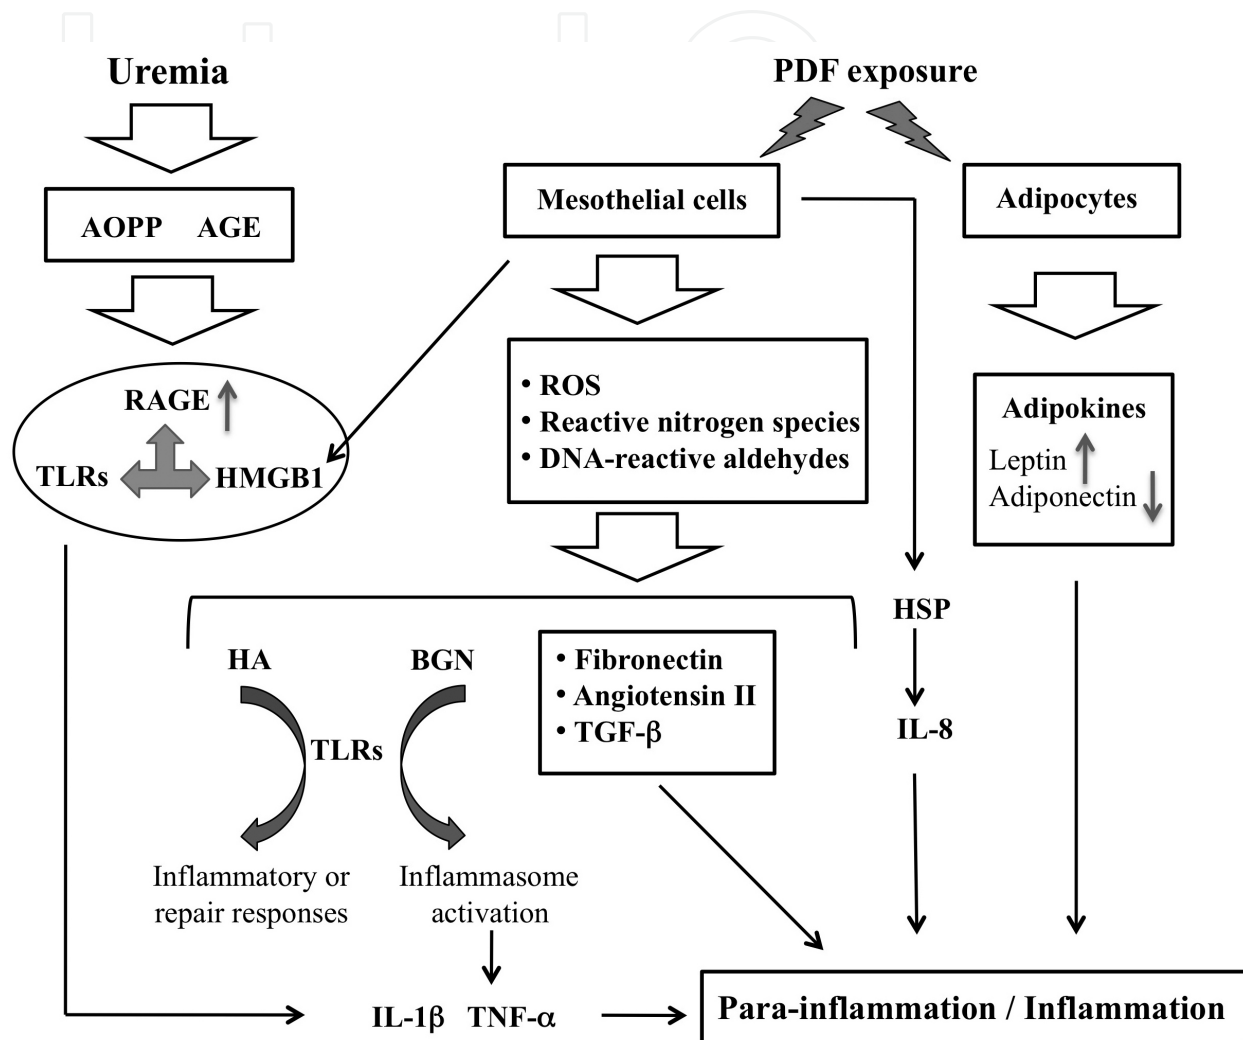 Uremia
PDF exposure
AOPP AGE
Mesothelial cells
Adipocytes
RAGE
TLRs
HMGB1
• ROS
• Reactive nitrogen species
• DNA-reactive aldehydes
Adipokines
Leptin
Adiponectin
HA
BGN
TLRs
Inflammatory or
repair responses
Inflammasome
activation
• Fibronectin
• Angiotensin II
• TGF-β
HSP
IL-8
IL-1β TNF-α
Para-inflammation / Inflammation